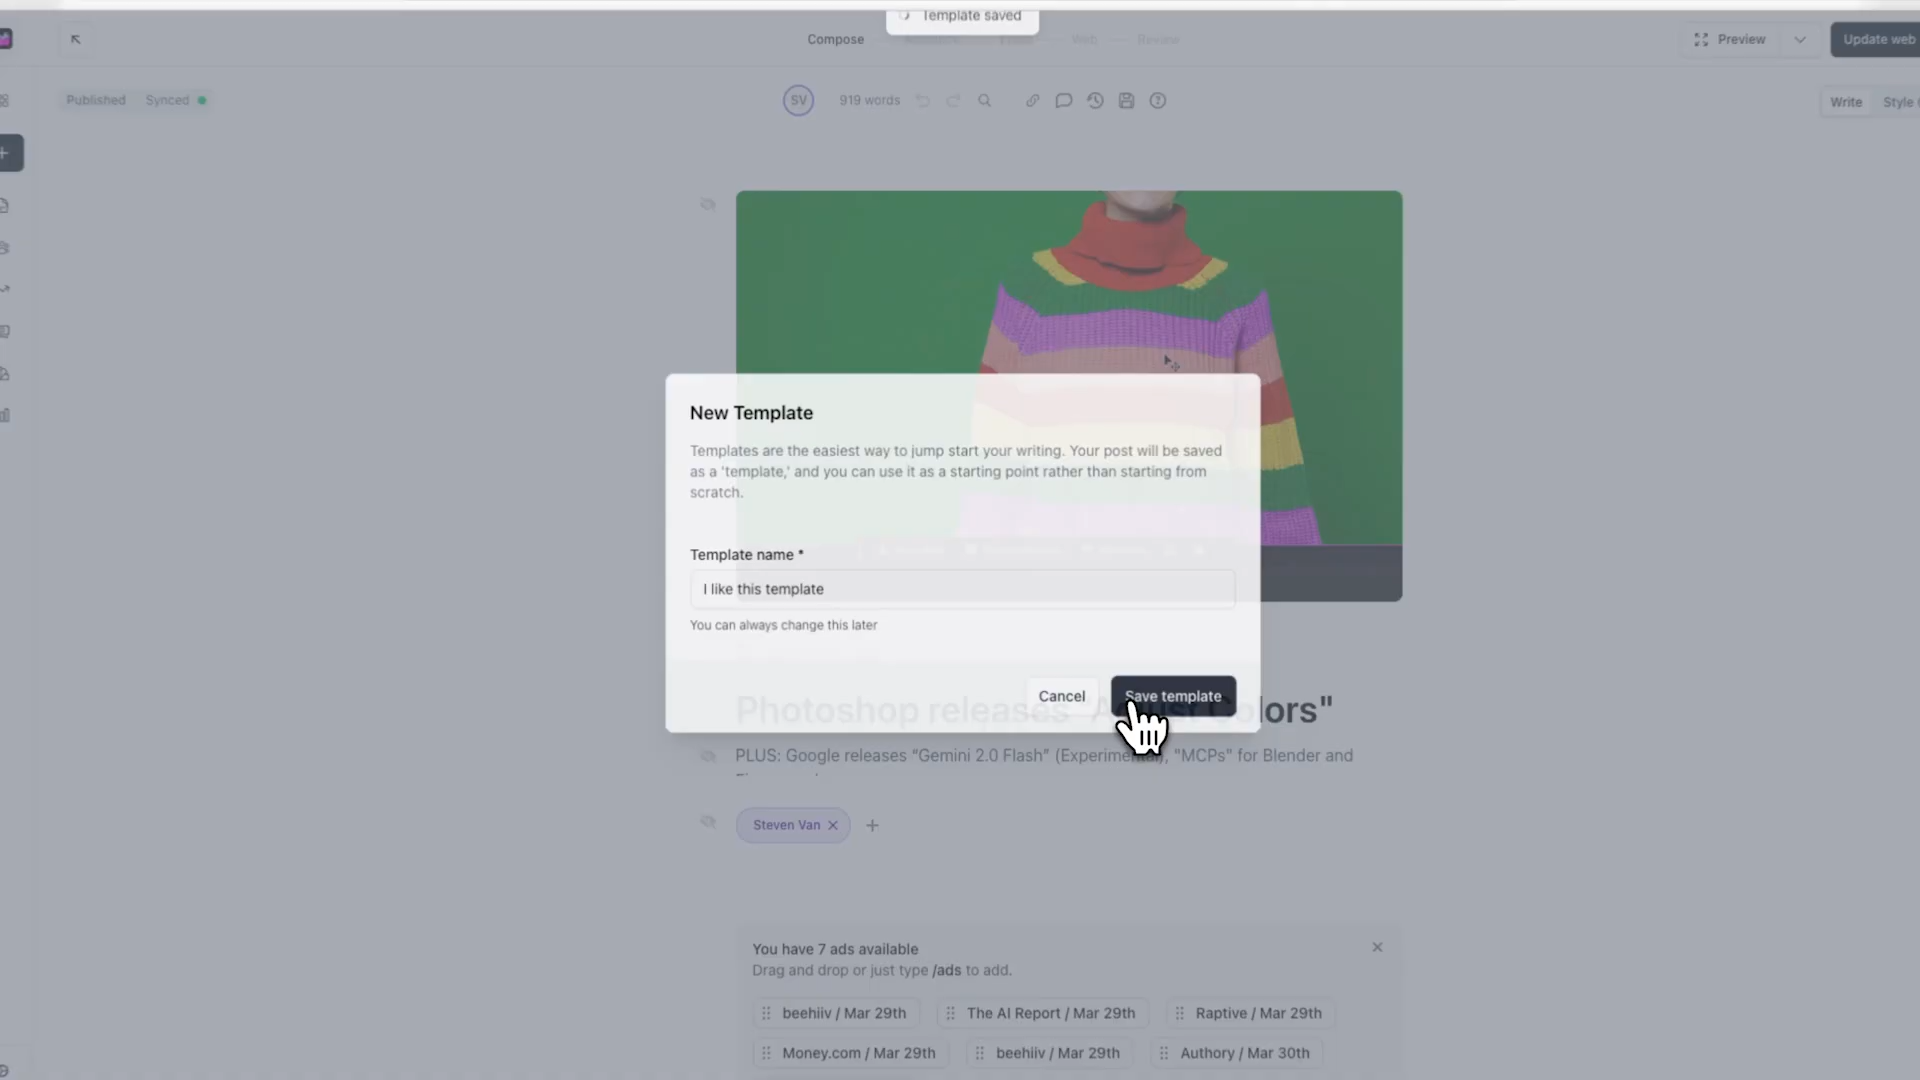 Template saved
Compose
Web
Review
Preview
Update web
Published
Synced
SV
919 words
Write
Style
New Template
Templates are the easiest way to jump start your writing. Your post will be saved
as a 'template,' and you can use it as a starting point rather than starting from
scratch.
Template name *
I like this template
You can always change this later
Cancel
Save template
Photoshop releases "Adjust Colors"
PLUS: Google releases “Gemini 2.0 Flash” (Experimental), "MCPs" for Blender and
Steven Van
You have 7 ads available
Drag and drop or just type /ads to add.
beehiiv / Mar 29th
The AI Report / Mar 29th
Raptive / Mar 29th
Money.com / Mar 29th
beehiiv / Mar 29th
Authory / Mar 30th